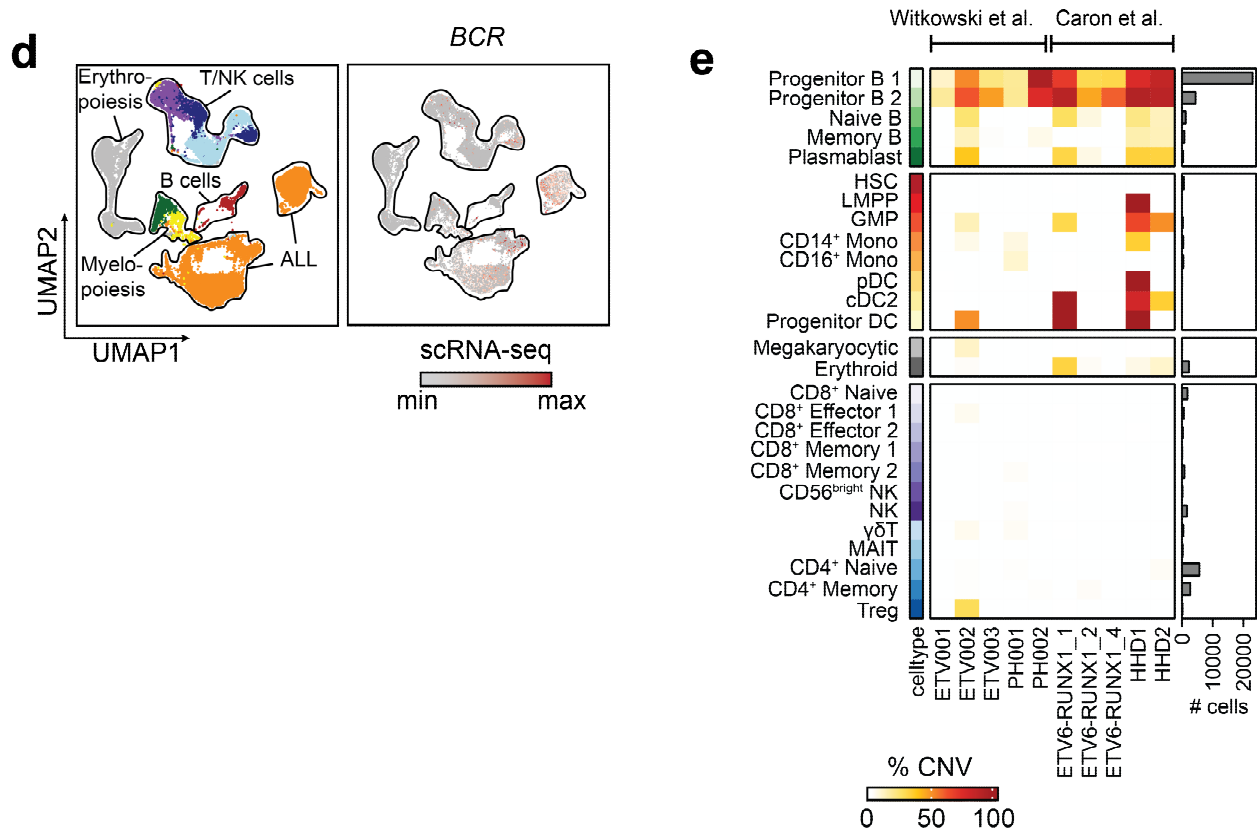 d
BCR
Erythro-
poiesis
T/NK cells
B cells
Myelo-
poiesis
ALL
UMAP2
UMAP1
scRNA-seq
min
max
e
Witkowski et al.
Caron et al.
Progenitor B 1
Progenitor B 2
Naive B
Memory B
Plasmablast
HSC
LMPP
GMP
CD14⁺ Mono
CD16⁺ Mono
pDC
cDC2
Progenitor DC
Megakaryocytic
Erythroid
CD8⁺ Naive
CD8⁺ Effector 1
CD8⁺ Effector 2
CD8⁺ Memory 1
CD8⁺ Memory 2
CD56ᵇʳⁱᵍʰᵗ NK
NK
γδT
MAIT
CD4⁺ Naive
CD4⁺ Memory
Treg
celltype
ETV001
ETV002
ETV003
PH001
PH002
ETV6-RUNX1_1
ETV6-RUNX1_2
ETV6-RUNX1_4
HHD1
HHD2
0
10000
20000
# cells
% CNV
0
50
100